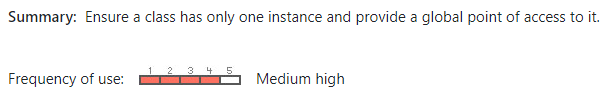 Summary: Ensure a class has only one instance and provide a global point of access to it.
Frequency of use: 1 2 3 4 5 Medium high